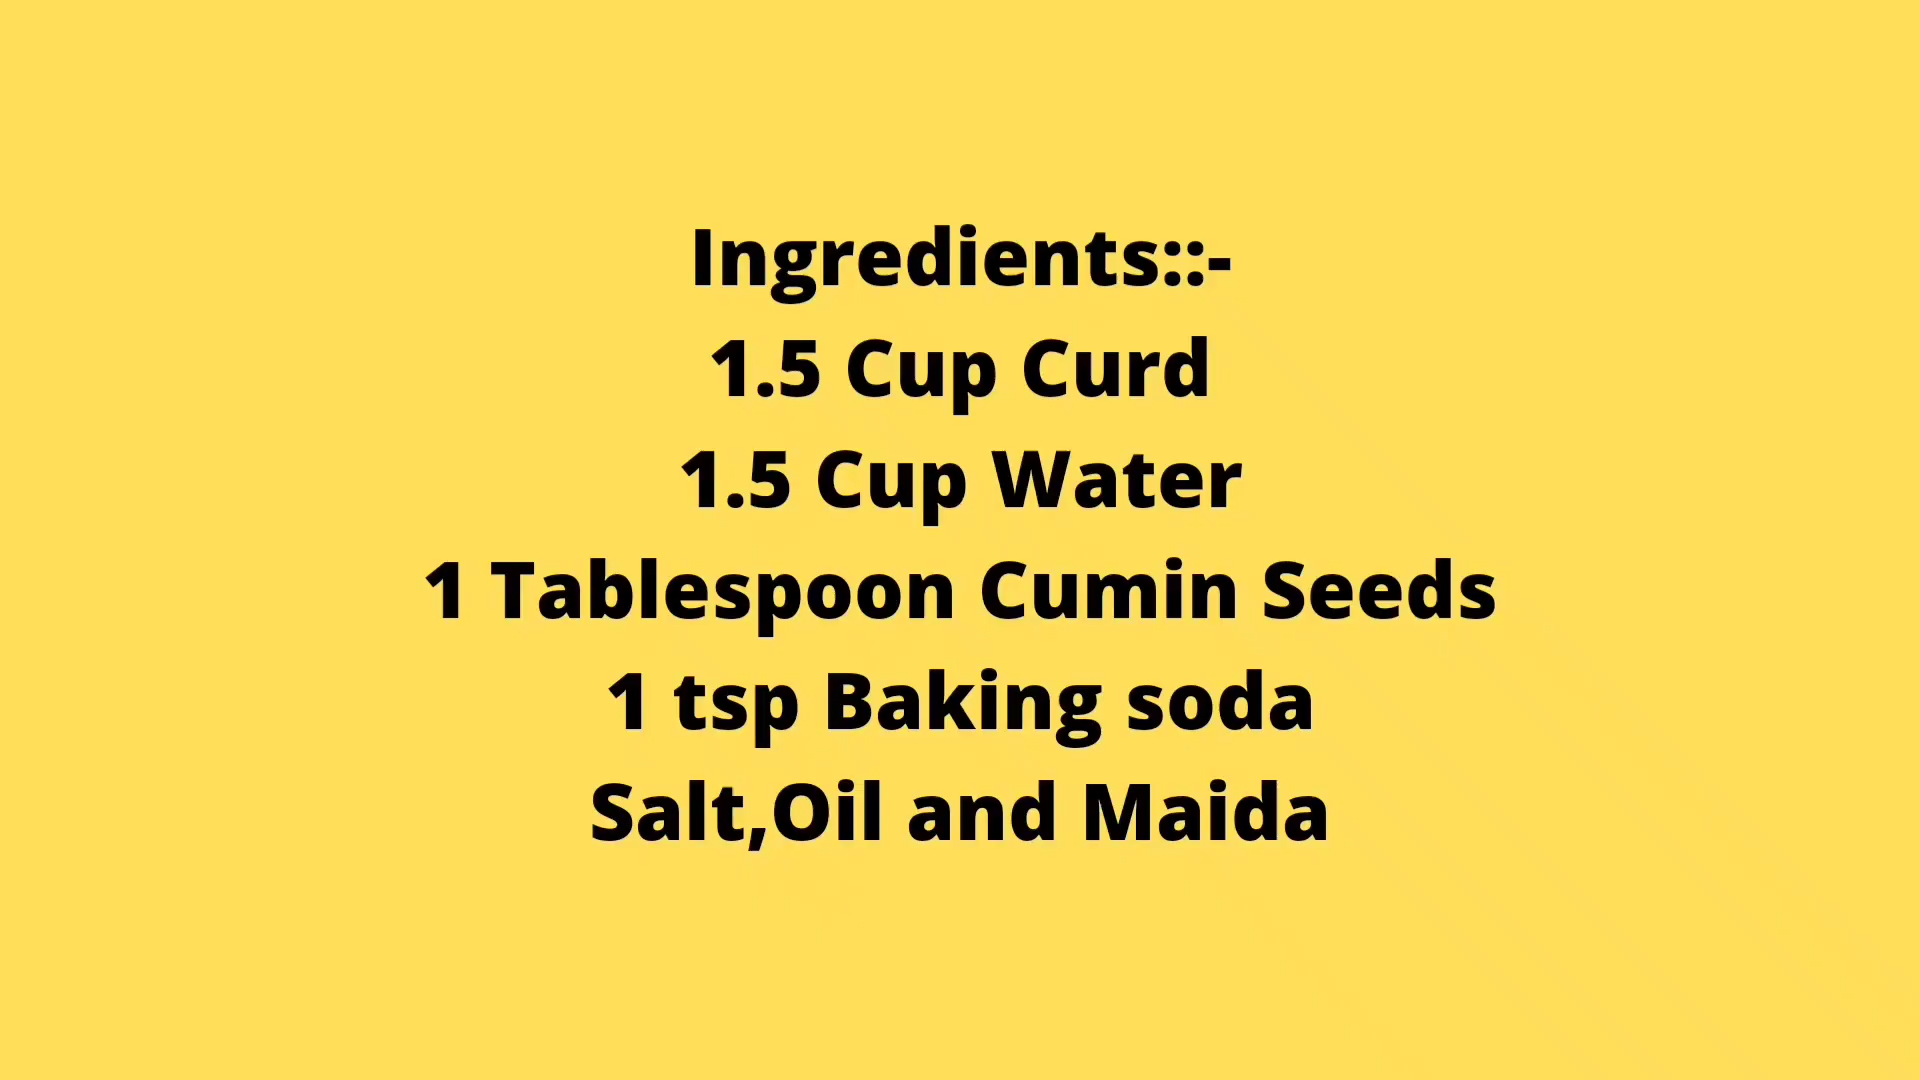 Ingredients::-
1.5 Cup Curd
1.5 Cup Water
1 Tablespoon Cumin Seeds
1 tsp Baking soda
Salt,Oil and Maida